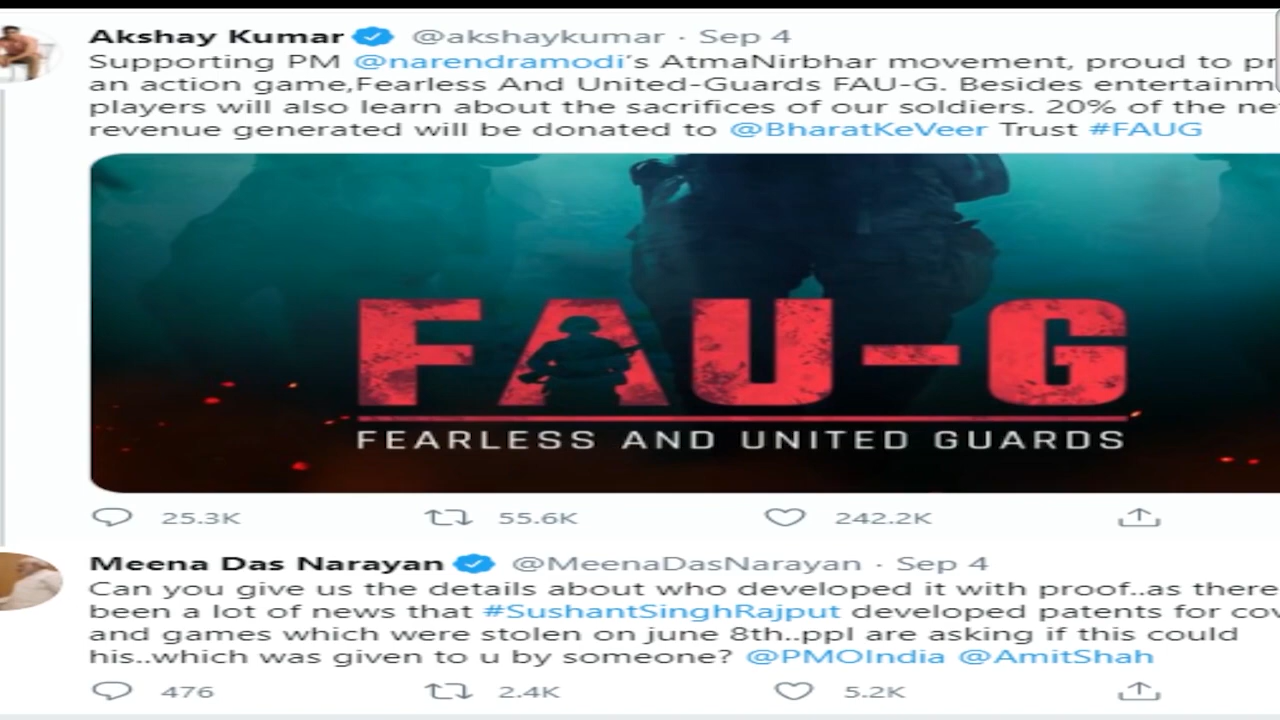 Akshay Kumar @akshaykumar · Sep 4
Supporting PM @narendramodi's AtmaNirbhar movement, proud to pr
an action game,Fearless And United-Guards FAU-G. Besides entertainm
players will also learn about the sacrifices of our soldiers. 20% of the ne
revenue generated will be donated to @BharatKeVeer Trust #FAUG
FAU-G
FEARLESS AND UNITED GUARDS
25.3K 55.6K 242.2K
Meena Das Narayan @MeenaDasNarayan · Sep 4
Can you give us the details about who developed it with proof..as there
been a lot of news that #SushantSinghRajput developed patents for cov
and games which were stolen on june 8th..ppl are asking if this could
his..which was given to u by someone? @PMOIndia @AmitShah
476 2.4K 5.2K